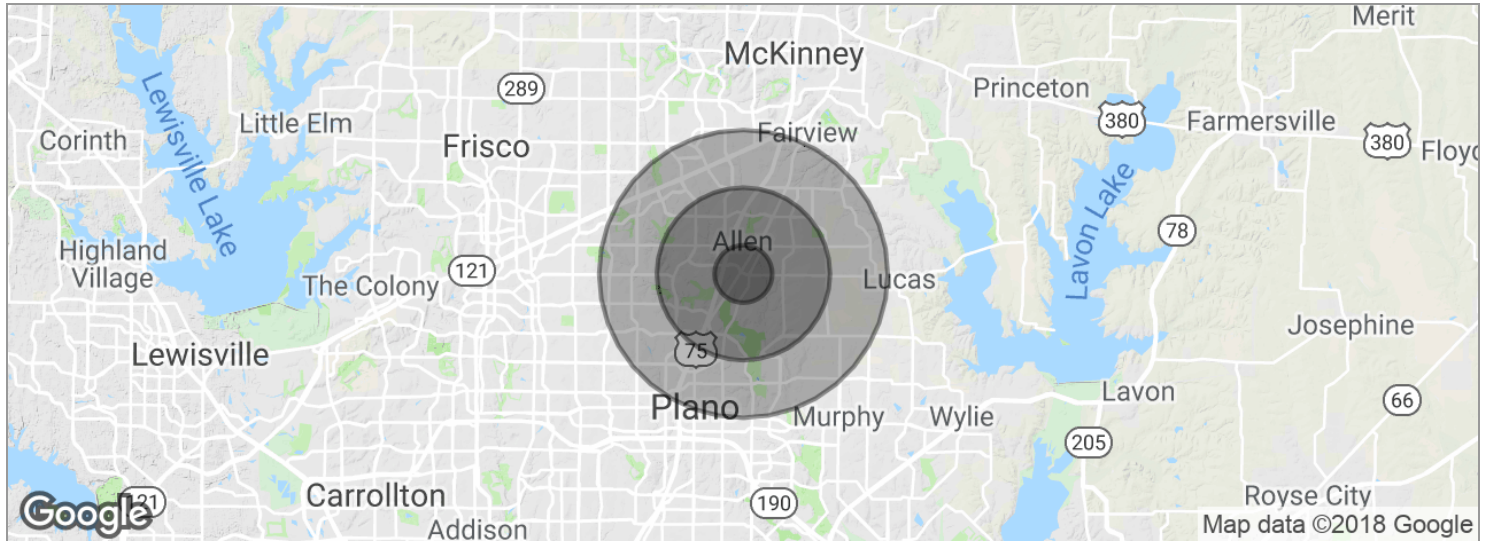 Merit
McKinney
Princeton
289
380
Farmersville
Little Elm
Corinth
Fairview
380
Frisco
Lewisville Lake
Lavon Lake
78
Allen
Highland
Village
121
The Colony
Lucas
Josephine
75
Lewisville
Lavon
66
Plano
Murphy
Wylie
205
Carrollton
190
Royse City
Google
Addison
Map data ©2018 Google